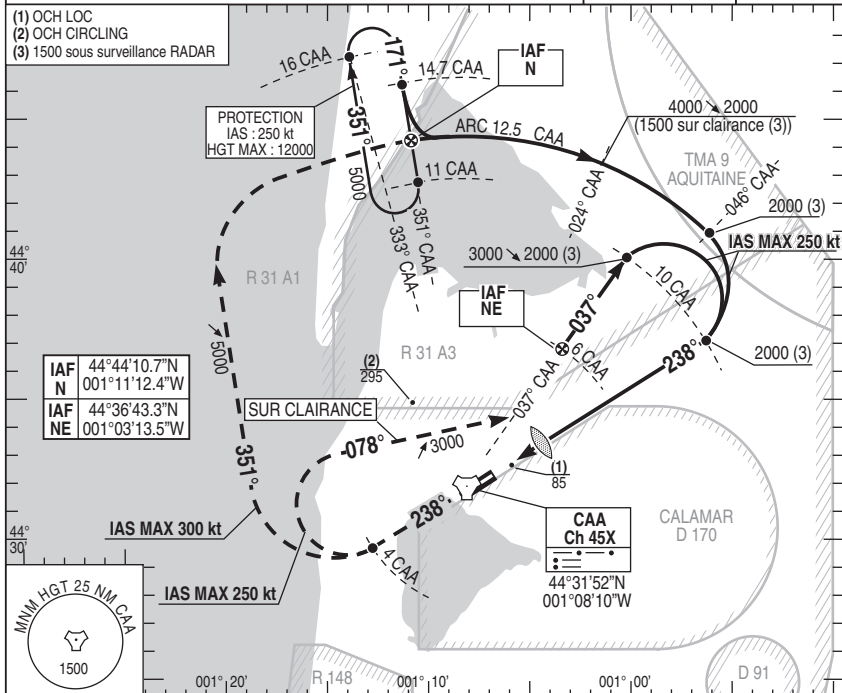 (1) OCH LOC
(2) OCH CIRCLING
(3) 1500 sous surveillance RADAR
16 CAA
171°
14.7 CAA
IAF
N
PROTECTION
IAS : 250 kt
HGT MAX : 12000
351°
5000
ARC 12.5 CAA
4000 ↘ 2000
(1500 sur clairance (3))
TMA 9
AQUITAINE
11 CAA
351° CAA
333° CAA
024° CAA
046° CAA
2000 (3)
IAS MAX 250 kt
44°
40'
3000 ↘ 2000 (3)
10 CAA
R 31 A1
IAF
NE
037°
R 31 A3
6 CAA
037° CAA
238°
2000 (3)
↘ 5000
(2)
295
IAF
N
44°44'10.7"N
001°11'12.4"W
IAF
NE
44°36'43.3"N
001°03'13.5"W
SUR CLAIRANCE
078°
↗ 3000
351°
(1)
85
238°
CAA
Ch 45X
44°31'52"N
001°08'10"W
CALAMAR
D 170
44°
30'
IAS MAX 300 kt
4 CAA
IAS MAX 250 kt
MNM HGT 25 NM CAA
1500
R 148
D 91
001° 20'
001° 10'
001° 00'